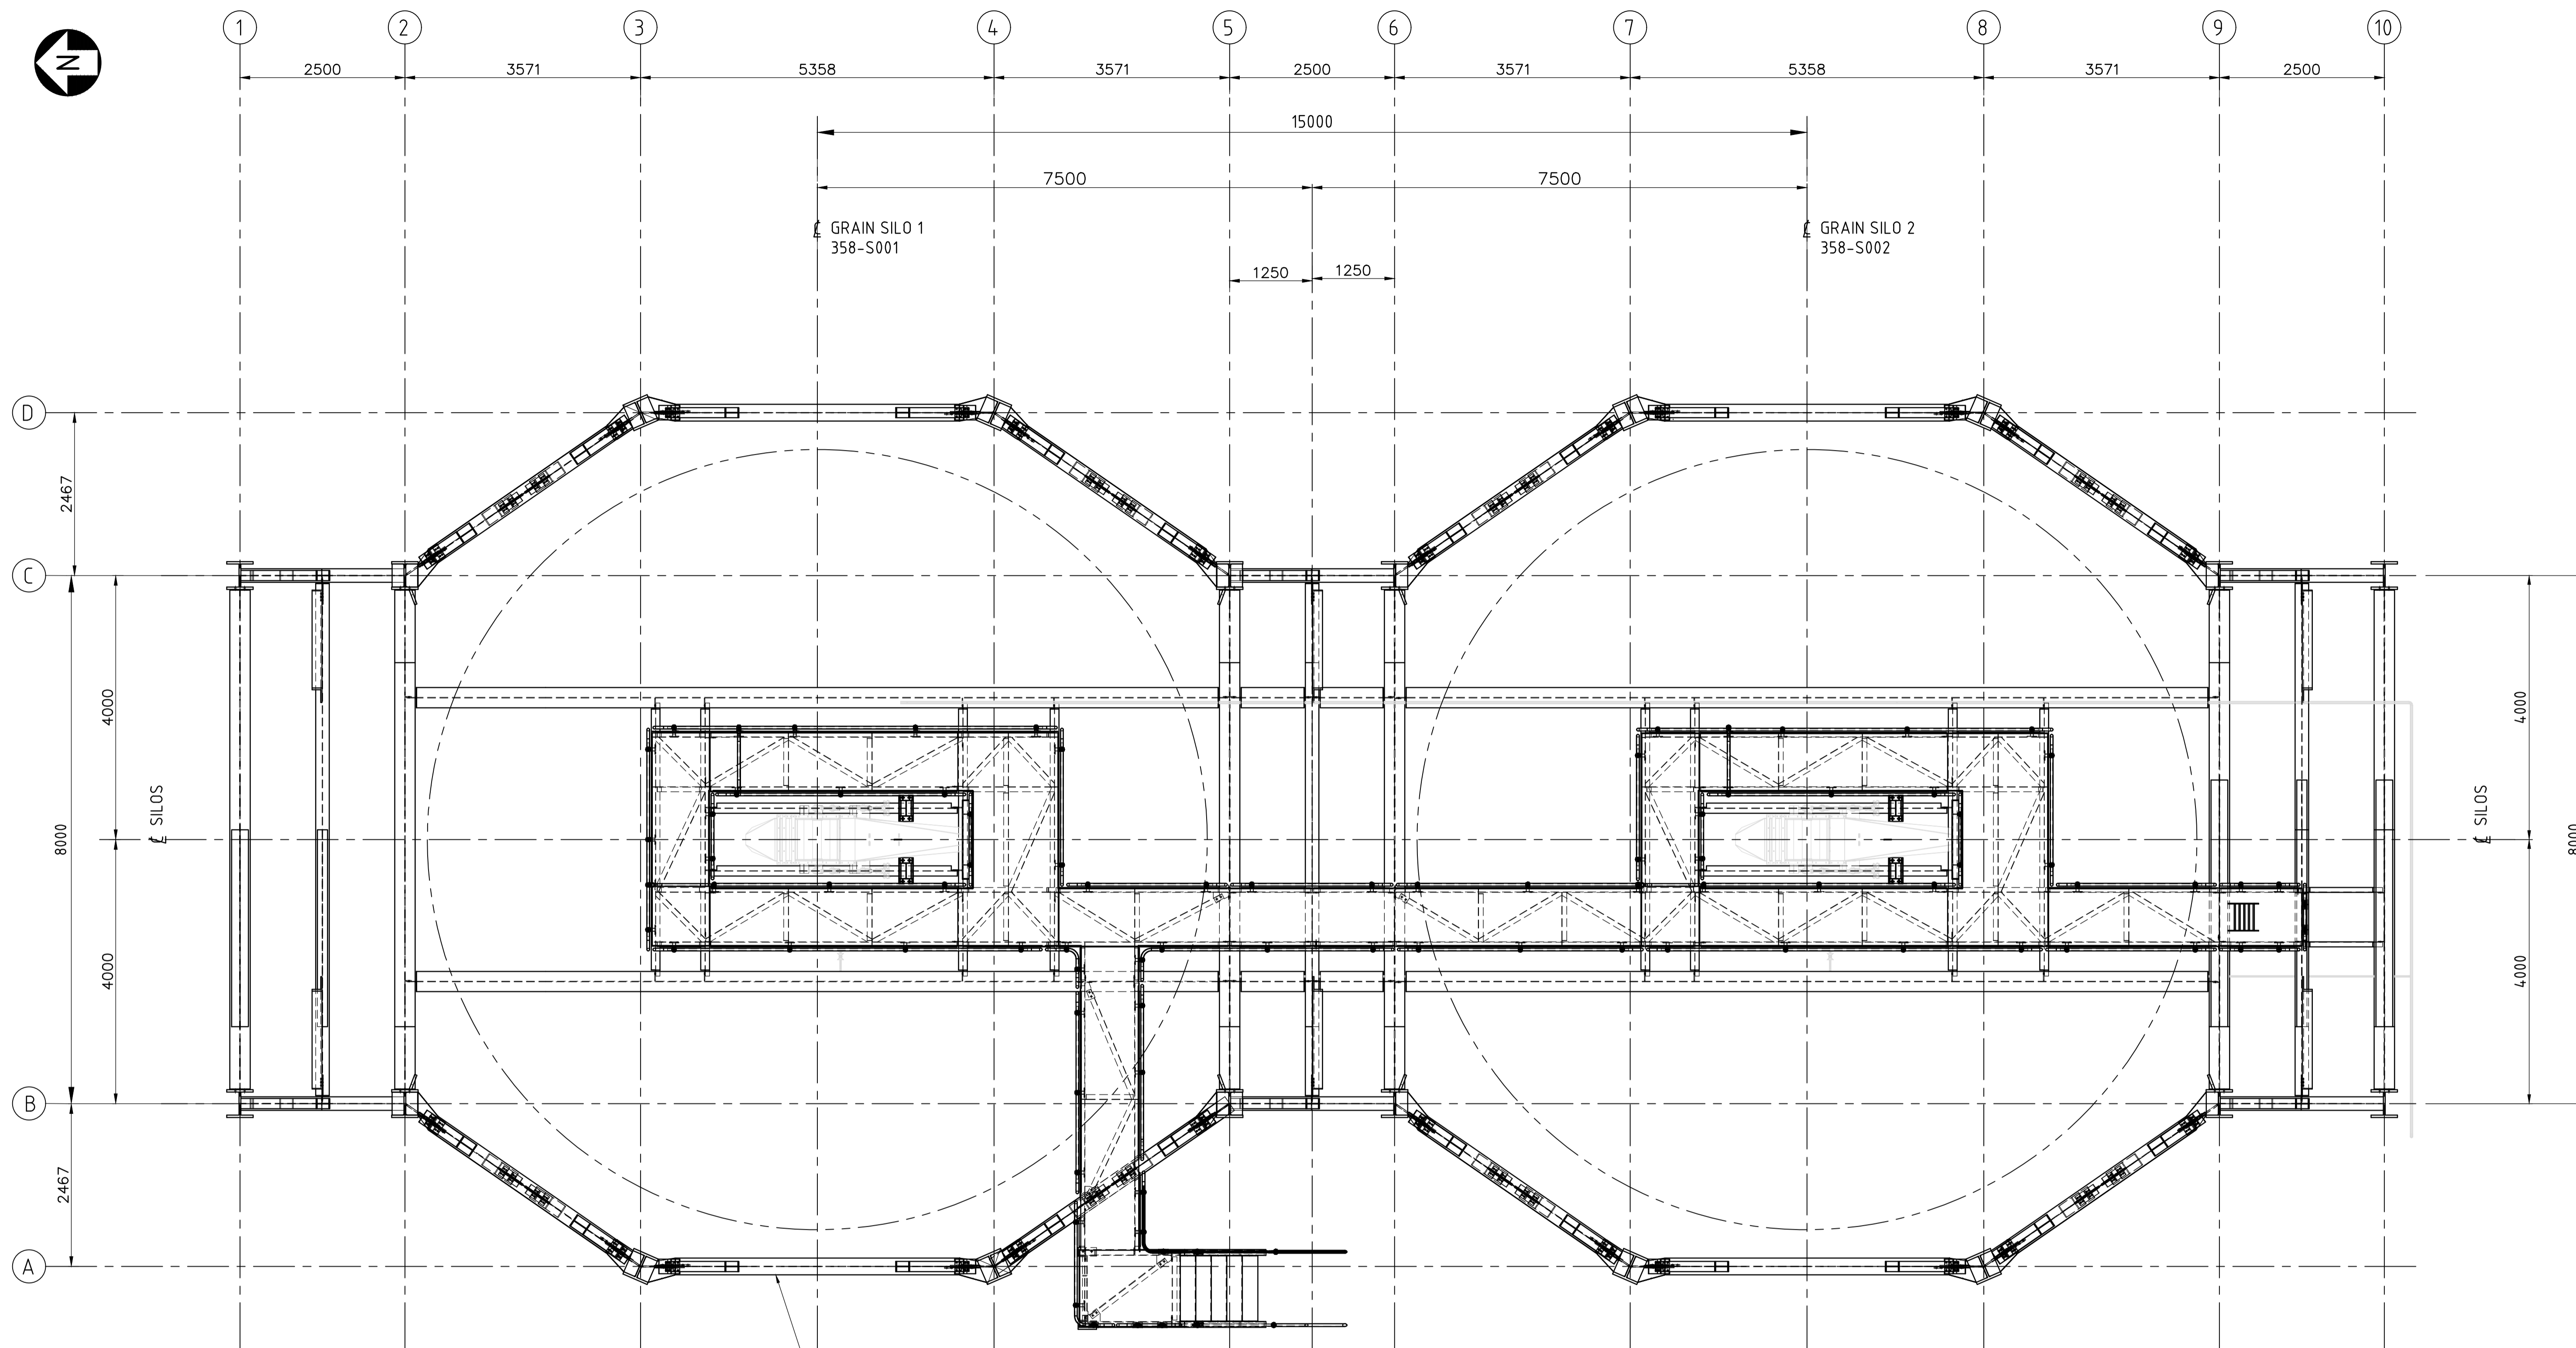 1 2 3 4 5 6 7 8 9 10
N
2500 3571 5358 3571 2500 3571 5358 3571 2500
15000
7500 7500
℄ GRAIN SILO 1
358-S001
℄ GRAIN SILO 2
358-S002
1250 1250
D
2467
C
4000
4000
℄ SILOS
8000
℄ SILOS
8000
4000
4000
B
2467
A